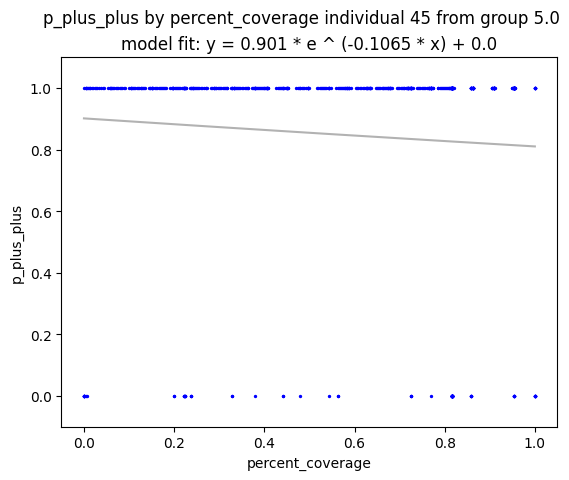 p_plus_plus by percent_coverage individual 45 from group 5.0
model fit: y = 0.901 * e ^ (-0.1065 * x) + 0.0
1.0
0.8
0.6
0.4
0.2
0.0
p_plus_plus
0.0 0.2 0.4 0.6 0.8 1.0
percent_coverage